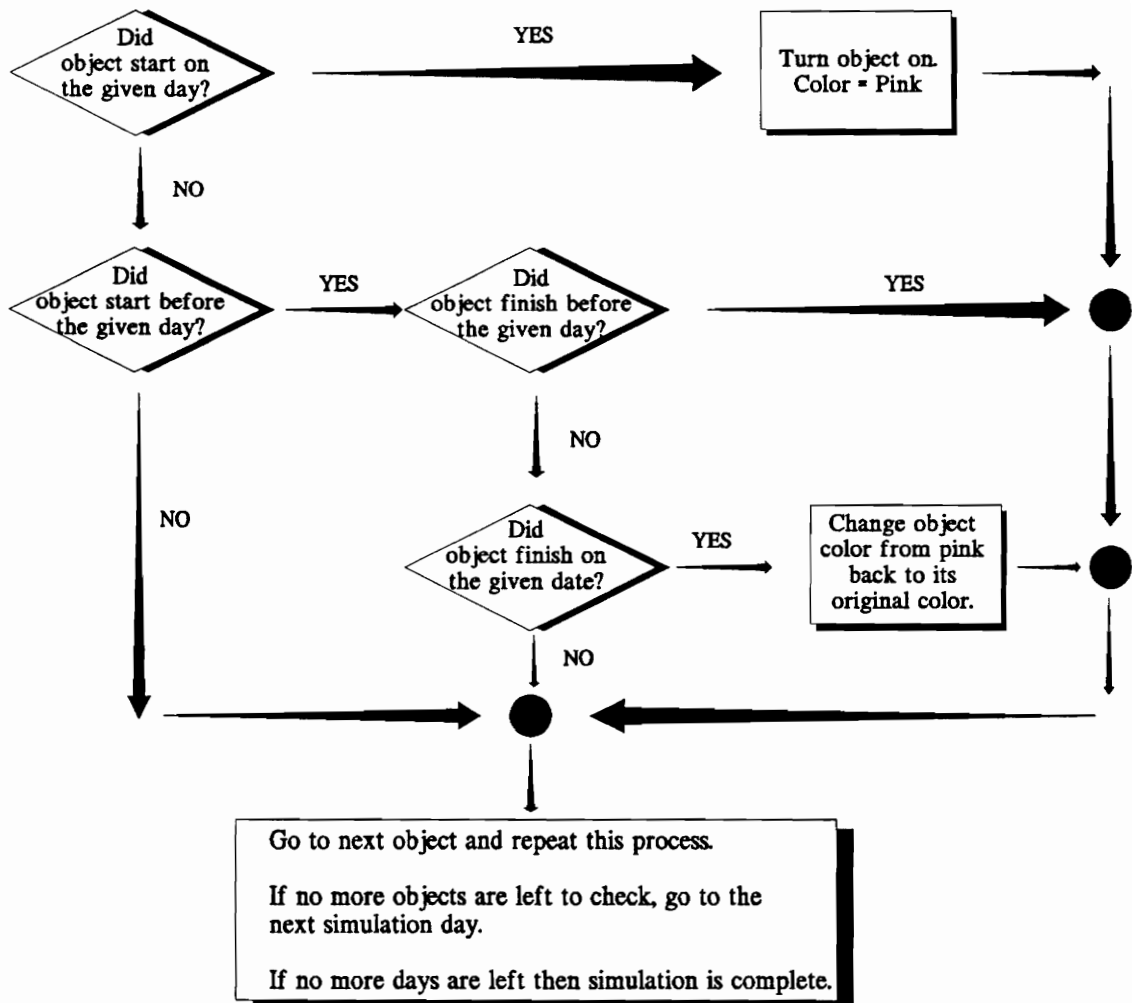 Did
object start on
the given day?
YES
Turn object on.
Color = Pink
NO
Did
object start before
the given day?
YES
Did
object finish before
the given day?
YES
NO
NO
Did
object finish on
the given date?
YES
Change object
color from pink
back to its
original color.
NO
Go to next object and repeat this process.
If no more objects are left to check, go to the
next simulation day.
If no more days are left then simulation is complete.